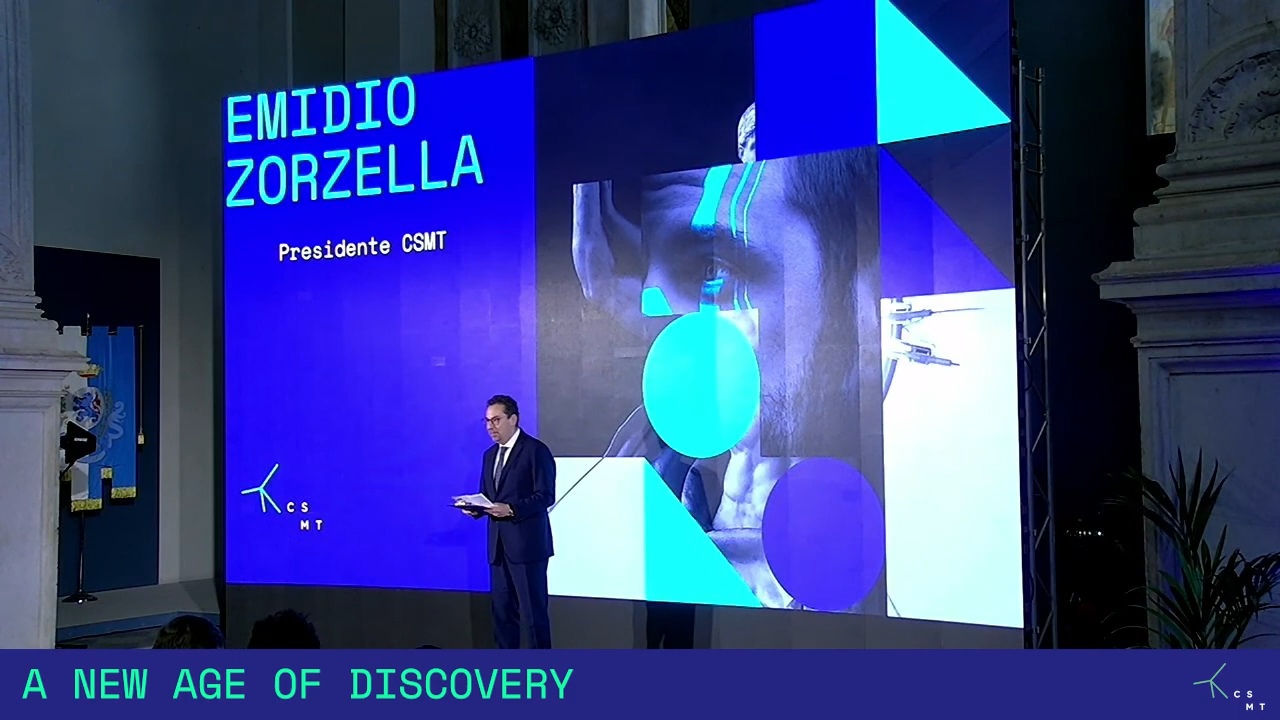 EMIDIO
ZORZELLA
Presidente CSMT
CS
MT
A NEW AGE OF DISCOVERY
CS
MT